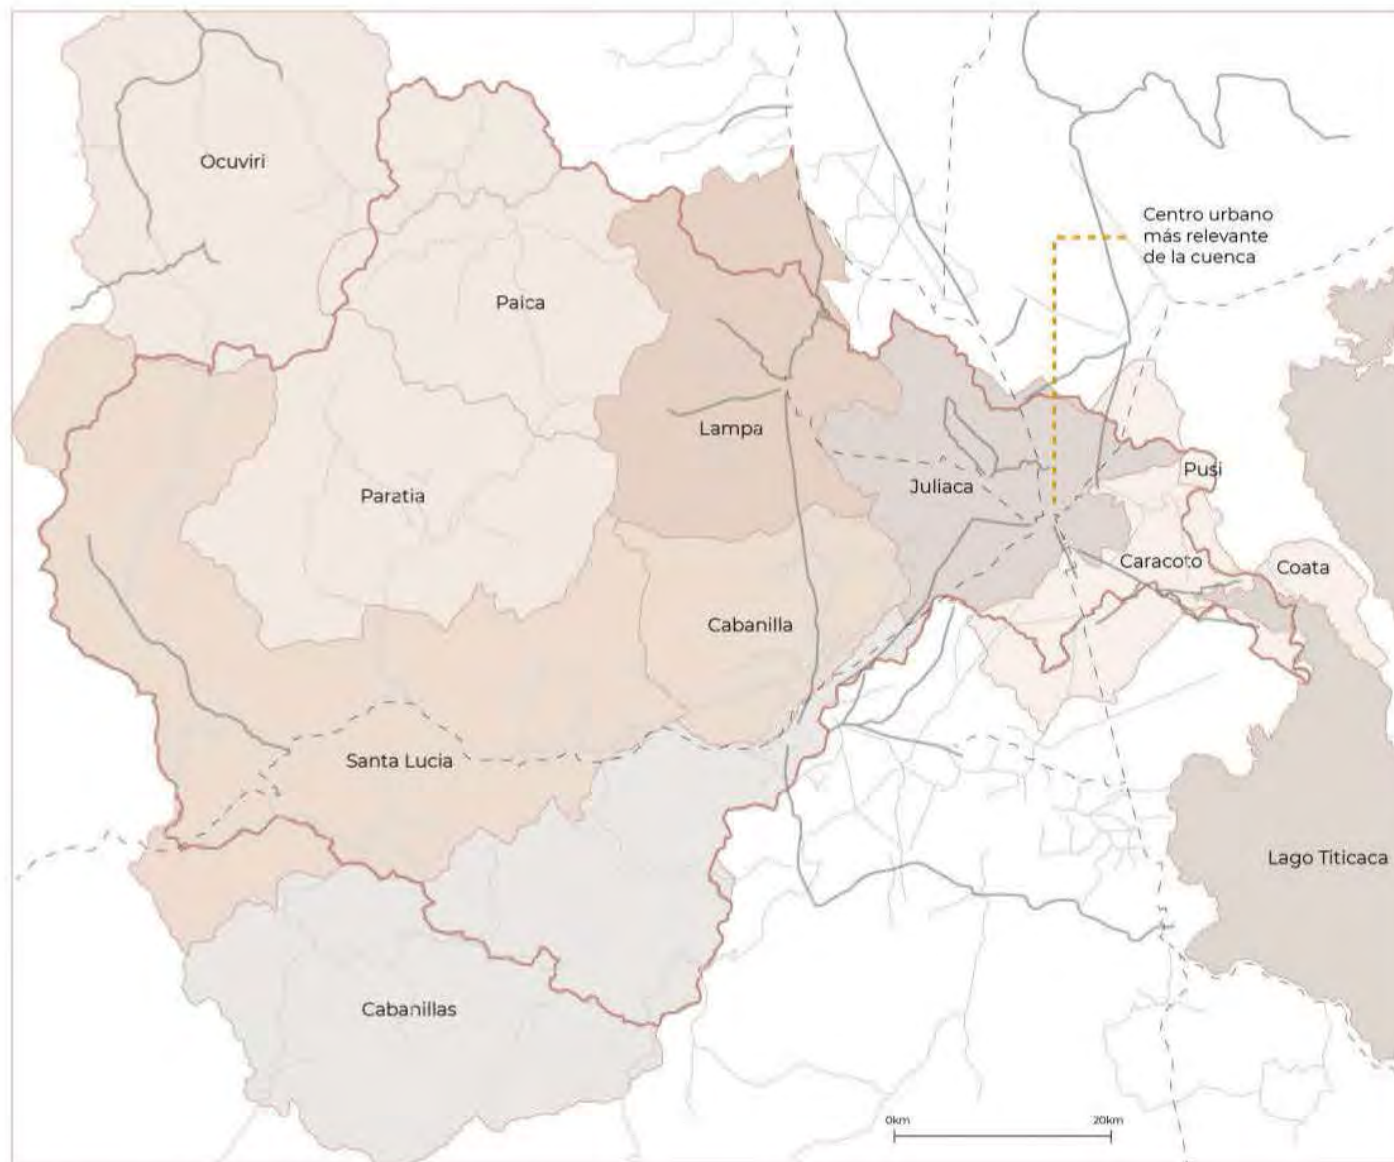 Ocuviri
Centro urbano
más relevante
de la cuenca
Palca
Lampa
Pusi
Juliaca
Paratia
Caracoto
Coata
Cabanilla
Santa Lucia
Lago Titicaca
Cabanillas
0km
20km